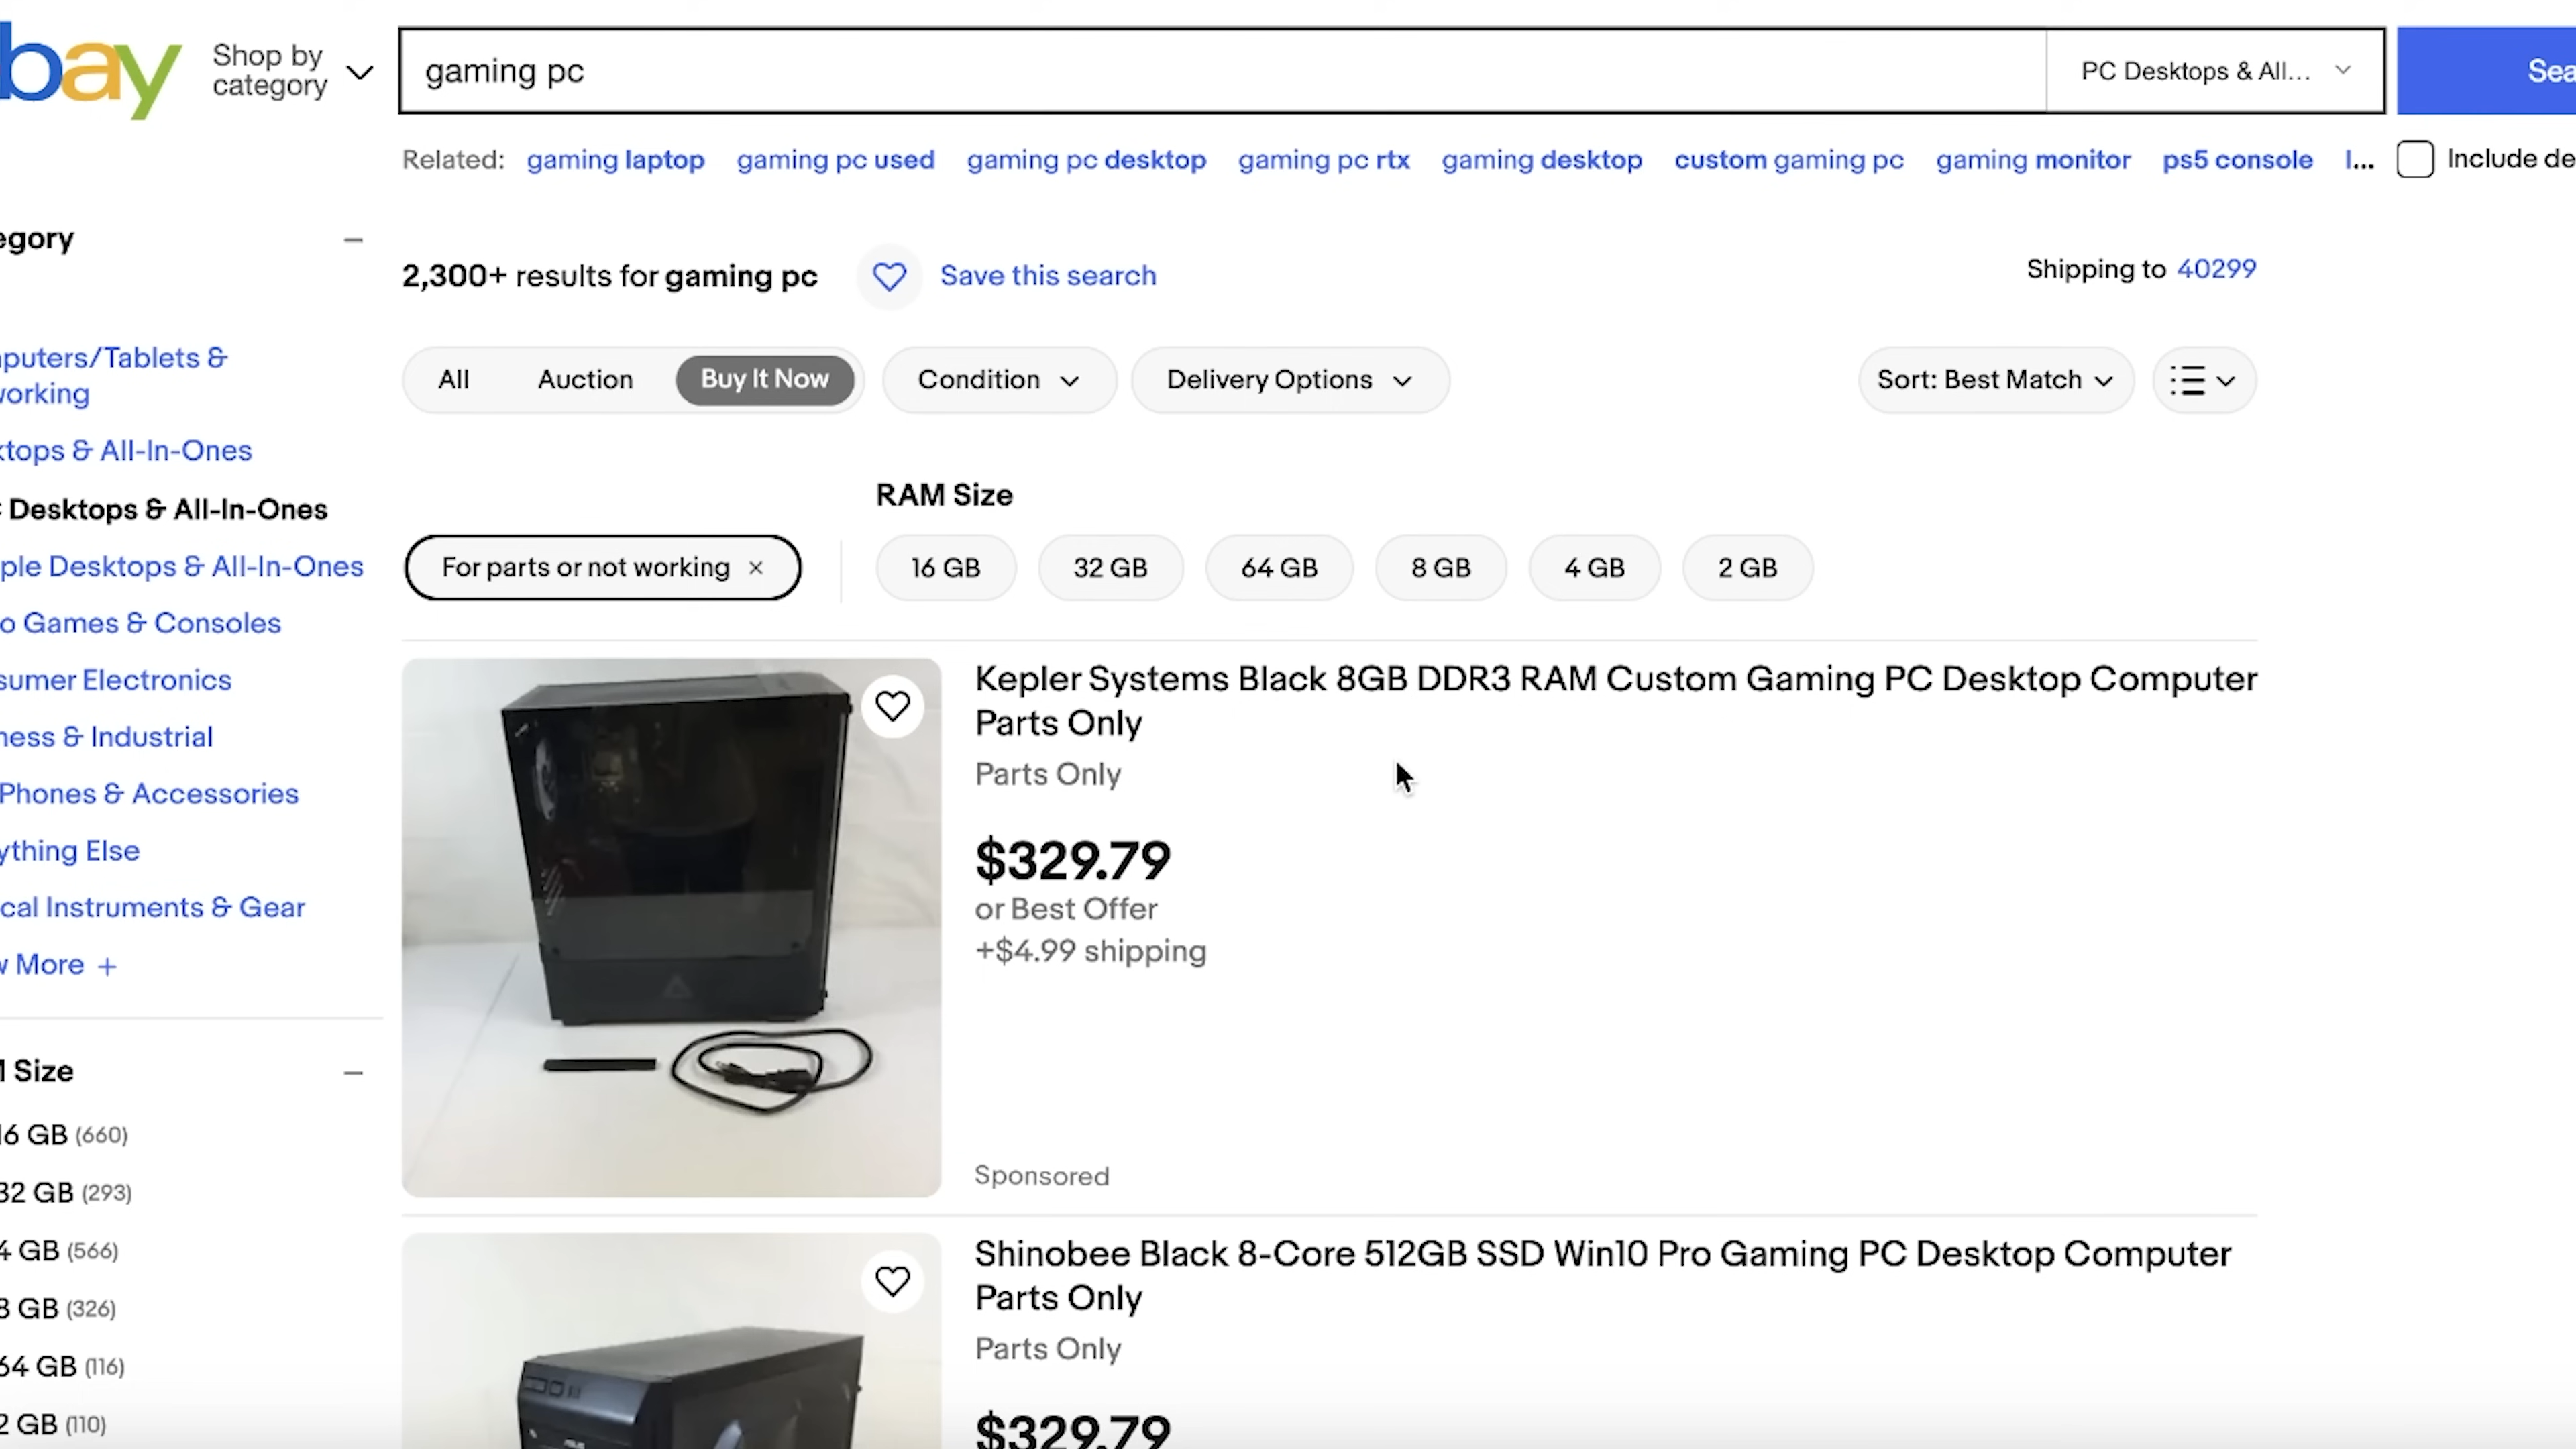 bay
Shop by
category
gaming pc
PC Desktops & All...
Related: gaming laptop gaming pc used gaming pc desktop gaming pc rtx gaming desktop custom gaming pc gaming monitor ps5 console l...
Include de
egory
2,300+ results for gaming pc
Save this search
Shipping to 40299
All
Auction
Buy It Now
Condition
Delivery Options
Sort: Best Match
puters/Tablets &
working
ktops & All-In-Ones
Desktops & All-In-Ones
ple Desktops & All-In-Ones
o Games & Consoles
sumer Electronics
ness & Industrial
Phones & Accessories
ything Else
cal Instruments & Gear
w More +
RAM Size
For parts or not working ×
16 GB
32 GB
64 GB
8 GB
4 GB
2 GB
Kepler Systems Black 8GB DDR3 RAM Custom Gaming PC Desktop Computer
Parts Only
Parts Only
$329.79
or Best Offer
+$4.99 shipping
Sponsored
Size
16 GB (660)
32 GB (293)
4 GB (566)
8 GB (326)
64 GB (116)
2 GB (110)
Shinobee Black 8-Core 512GB SSD Win10 Pro Gaming PC Desktop Computer
Parts Only
Parts Only
$329.79